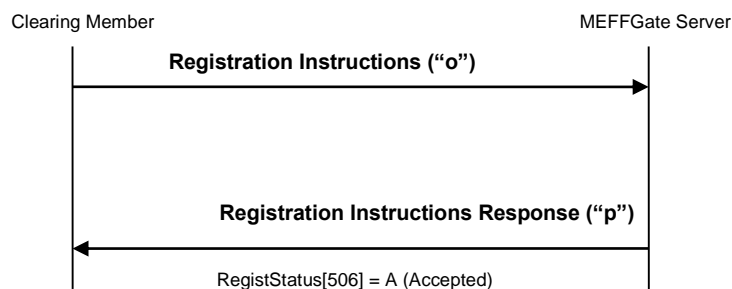 Clearing Member
MEFFGate Server
Registration Instructions (“o”)
Registration Instructions Response (“p”)
RegistStatus[506] = A (Accepted)